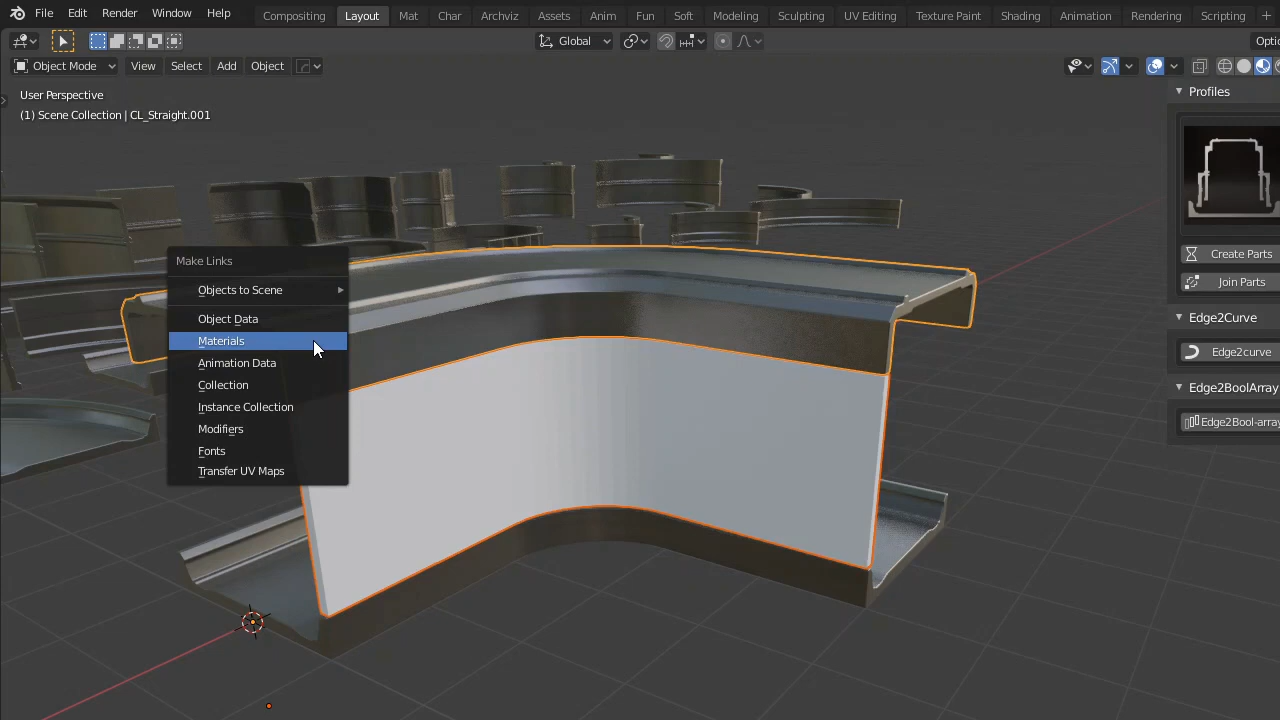 File Edit Render Window Help Compositing Layout Mat Char Archviz Assets Anim Fun Soft Modeling Sculpting UV Editing Texture Paint Shading Animation Rendering Scripting +
Global Optio
Object Mode View Select Add Object
User Perspective
(1) Scene Collection | CL_Straight.001
Profiles
Create Parts
Join Parts
Edge2Curve
Edge2curve
Edge2BoolArray
Edge2Bool-array
Make Links
Objects to Scene
Object Data
Materials
Animation Data
Collection
Instance Collection
Modifiers
Fonts
Transfer UV Maps